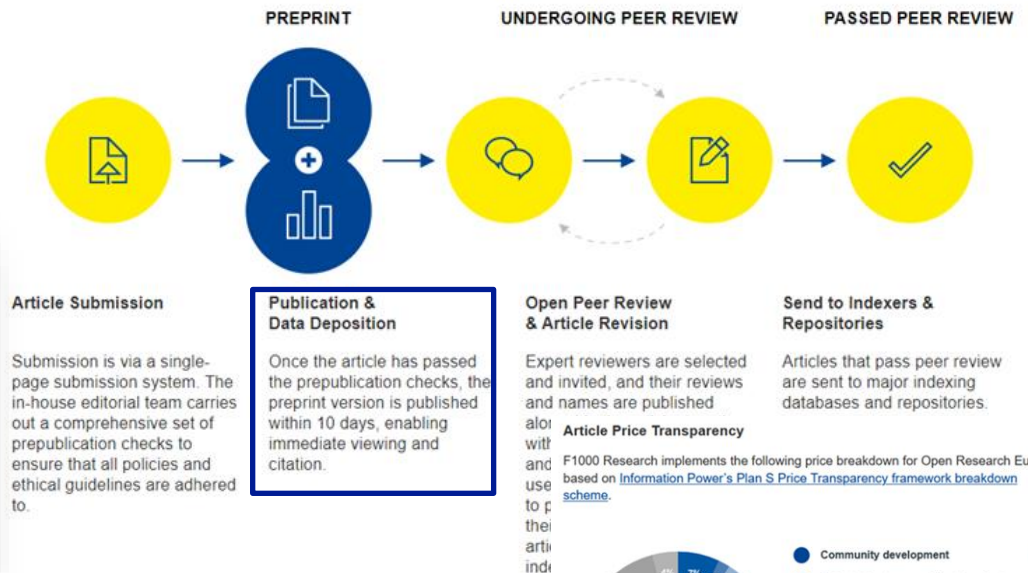 PREPRINT
UNDERGOING PEER REVIEW
PASSED PEER REVIEW
Article Submission
Submission is via a single-
page submission system. The
in-house editorial team carries
out a comprehensive set of
prepublication checks to
ensure that all policies and
ethical guidelines are adhered
to.
Publication &
Data Deposition
Once the article has passed
the prepublication checks, the
preprint version is published
within 10 days, enabling
immediate viewing and
citation.
Open Peer Review
& Article Revision
Expert reviewers are selected
and invited, and their reviews
and names are published
with
and
use
to
Send to Indexers &
Repositories
Articles that pass peer review
are sent to major indexing
databases and repositories.
Article Price Transparency
F1000 Research implements the following price breakdown for Open Research
based on Information Power's Plan S Price Transparency framework breakdown
scheme.
4%
7%
Community development